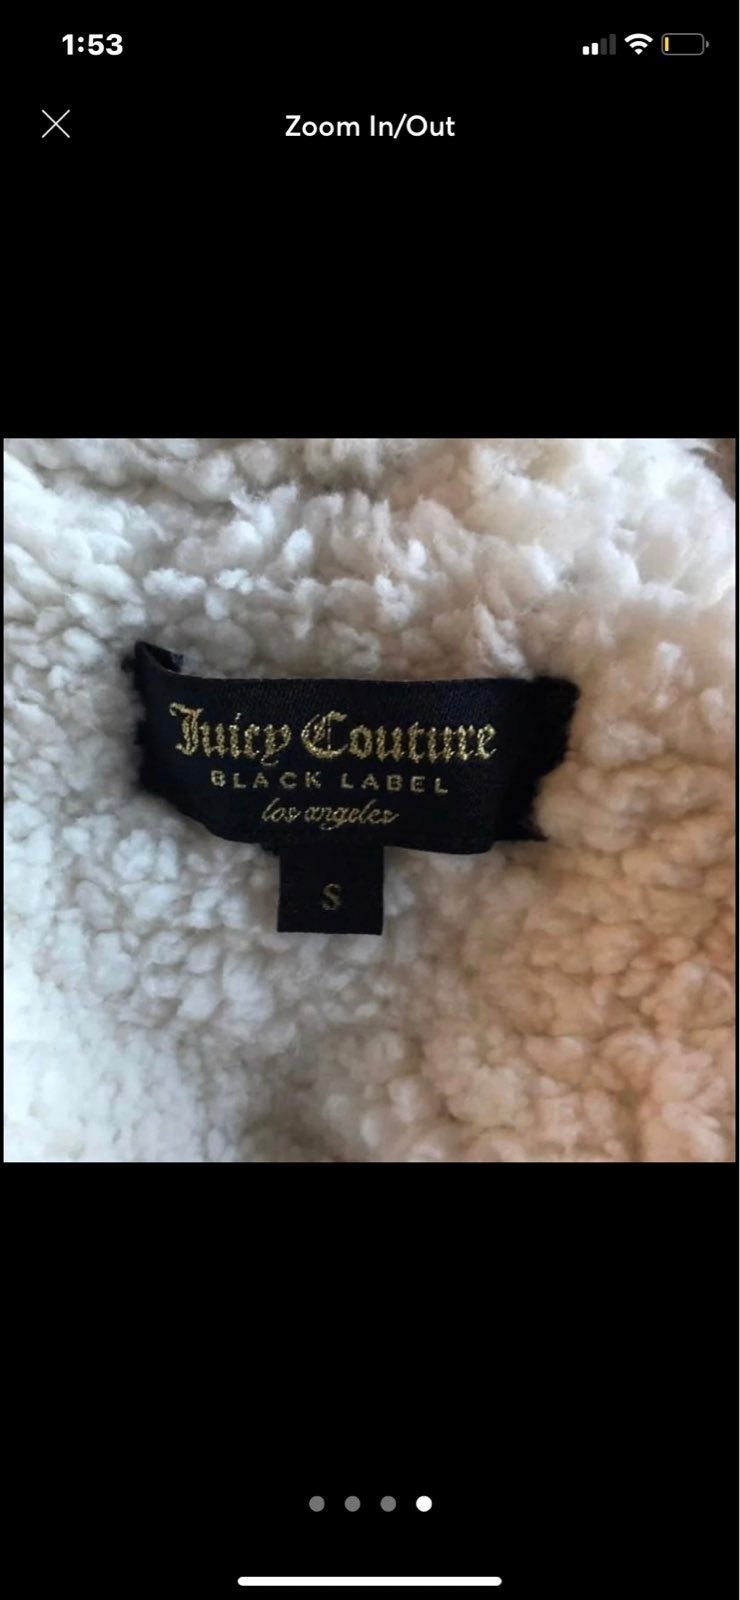 1:53
Zoom In/Out
Juicy Couture
BLACK LABEL
los angeles
S